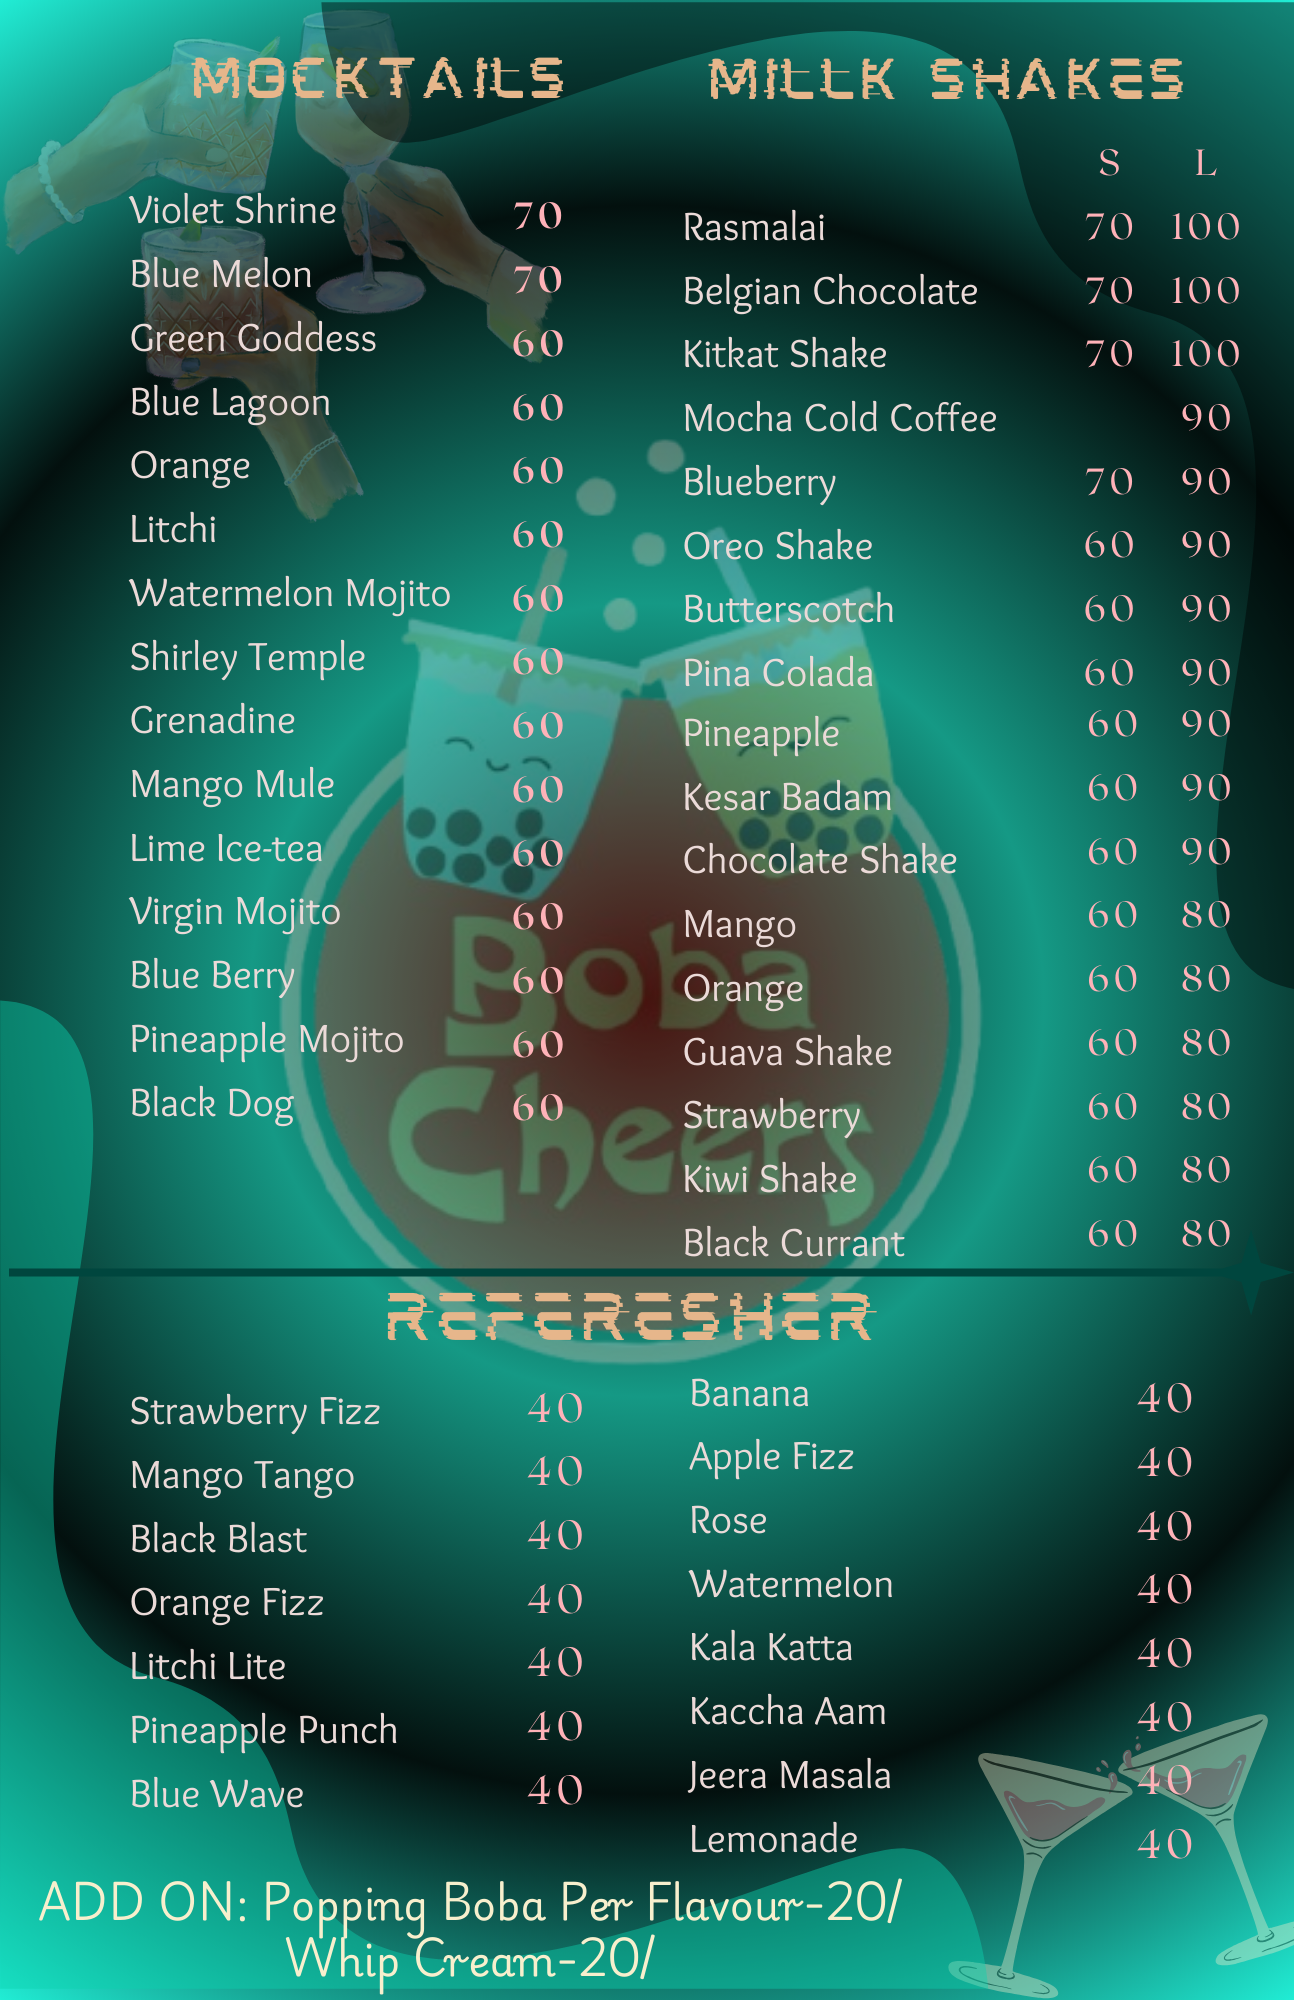 MOCKTAILS
Violet Shrine 70
Blue Melon 70
Green Goddess 60
Blue Lagoon 60
Orange 60
Litchi 60
Watermelon Mojito 60
Shirley Temple 60
Grenadine 60
Mango Mule 60
Lime Ice-tea 60
Virgin Mojito 60
Blue Berry 60
Pineapple Mojito 60
Black Dog 60
MILLK SHAKES
S L
Rasmalai 70 100
Belgian Chocolate 70 100
Kitkat Shake 70 100
Mocha Cold Coffee 90
Blueberry 70 90
Oreo Shake 60 90
Butterscotch 60 90
Pina Colada 60 90
Pineapple 60 90
Kesar Badam 60 90
Chocolate Shake 60 90
Mango 60 80
Orange 60 80
Guava Shake 60 80
Strawberry 60 80
Kiwi Shake 60 80
Black Currant 60 80
Boba
Cheers
REFERESHER
Strawberry Fizz 40
Mango Tango 40
Black Blast 40
Orange Fizz 40
Litchi Lite 40
Pineapple Punch 40
Blue Wave 40
Banana 40
Apple Fizz 40
Rose 40
Watermelon 40
Kala Katta 40
Kaccha Aam 40
Jeera Masala 40
Lemonade 40
ADD ON: Popping Boba Per Flavour-20/
Whip Cream-20/